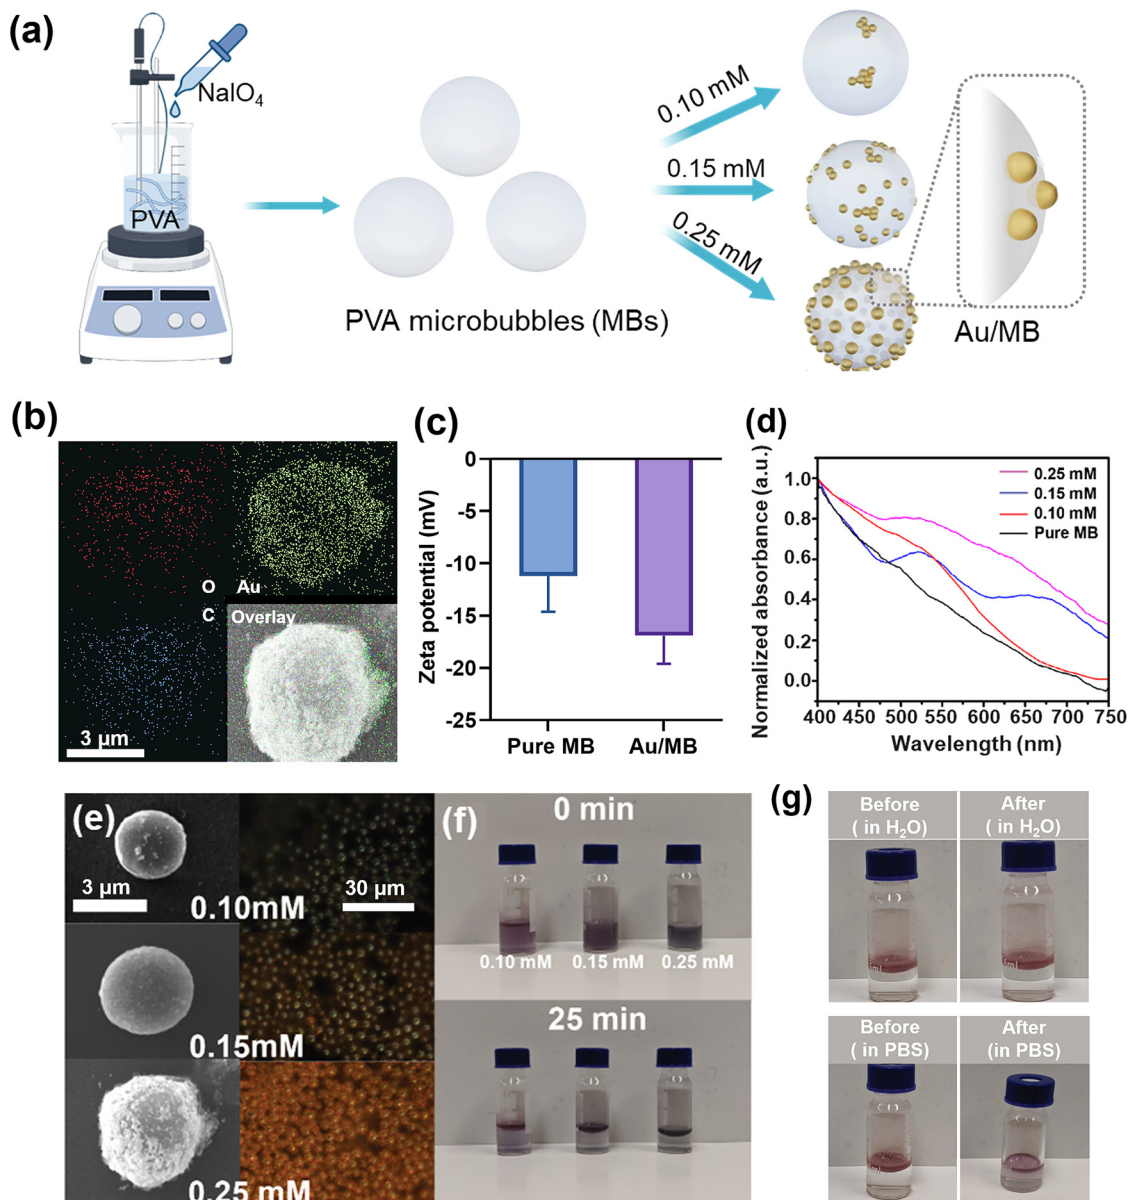 (a)
NaIO4
PVA
PVA microbubbles (MBs)
0.10 mM
0.15 mM
0.25 mM
Au/MB
(b)
O
Au
C
Overlay
3 μm
(c)
Zeta potential (mV)
0
-5
-10
-15
-20
-25
Pure MB
Au/MB
(d)
Normalized absorbance (a.u.)
1.0
0.8
0.6
0.4
0.2
0.0
0.25 mM
0.15 mM
0.10 mM
Pure MB
400 450 500 550 600 650 700 750
Wavelength (nm)
(e)
3 μm
0.10mM
30 μm
0.15mM
0.25 mM
(f)
0 min
0.10 mM
0.15 mM
0.25 mM
25 min
(g)
Before
( in H2O)
After
( in H2O)
Before
( in PBS)
After
(in PBS)